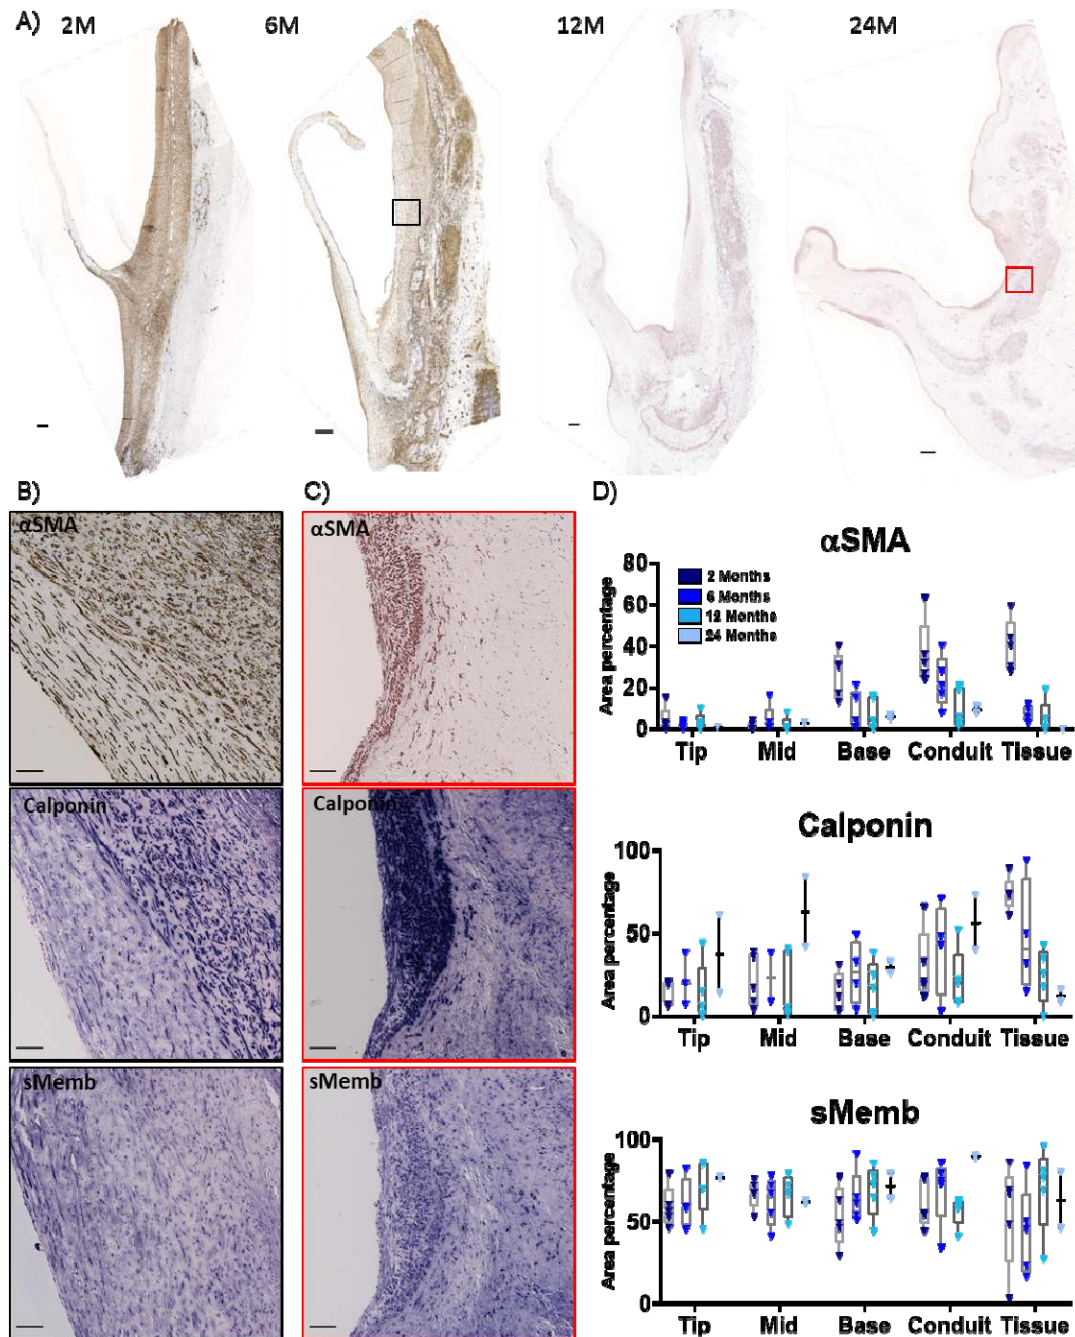 A) 2M 6M 12M 24M
B) C) D)
αSMA
Calponin
sMemb
αSMA
Calponin
sMemb
αSMA
Area percentage
80
60
40
20
0
2 Months
6 Months
12 Months
24 Months
Tip Mid Base Conduit Tissue
Calponin
Area percentage
100
50
0
Tip Mid Base Conduit Tissue
sMemb
Area percentage
100
50
0
Tip Mid Base Conduit Tissue